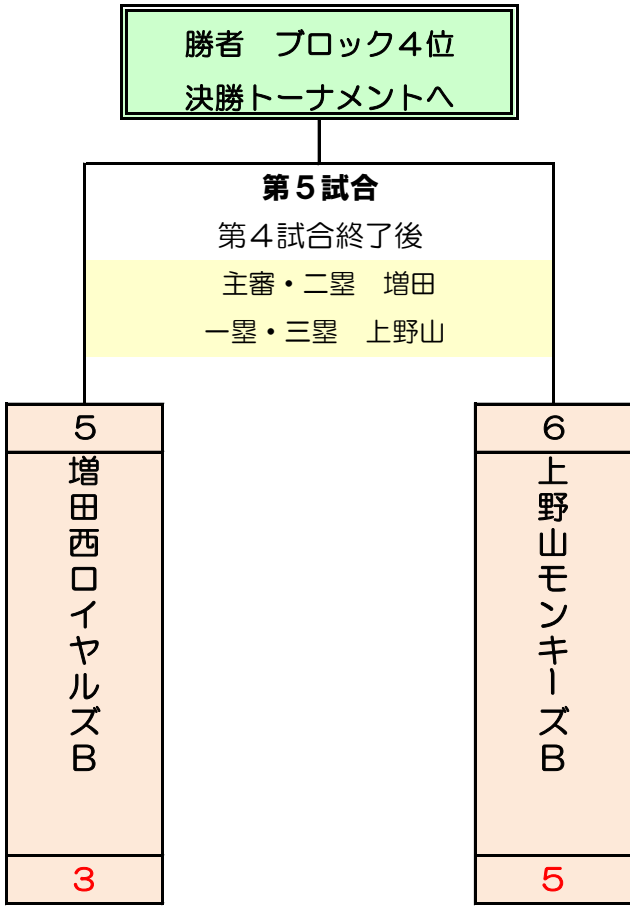 勝者　ブロック４位
決勝トーナメントへ
第５試合
第４試合終了後
主審・二塁　増田
一塁・三塁　上野山
５
増田西ロイヤルズＢ
３
６
上野山モンキーズＢ
５